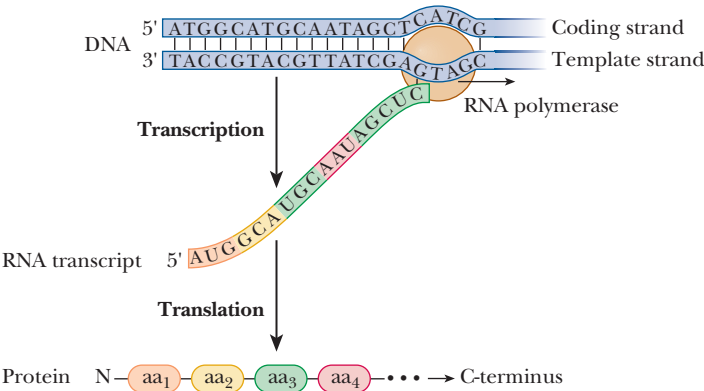 5' ATGGCATGCAATAGCTCATCG Coding strand
DNA
3' TACCGTACGTTATCGAGTAGC Template strand
RNA polymerase
Transcription
RNA transcript 5' AUGGCAUGCAAUAGCUC
Translation
Protein N aa1 aa2 aa3 aa4 ••• C-terminus